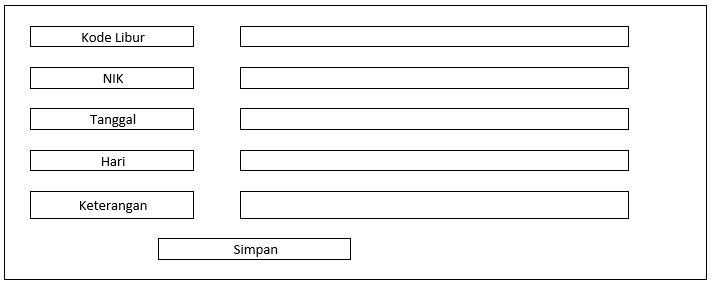 Kode Libur
NIK
Tanggal
Hari
Keterangan
Simpan